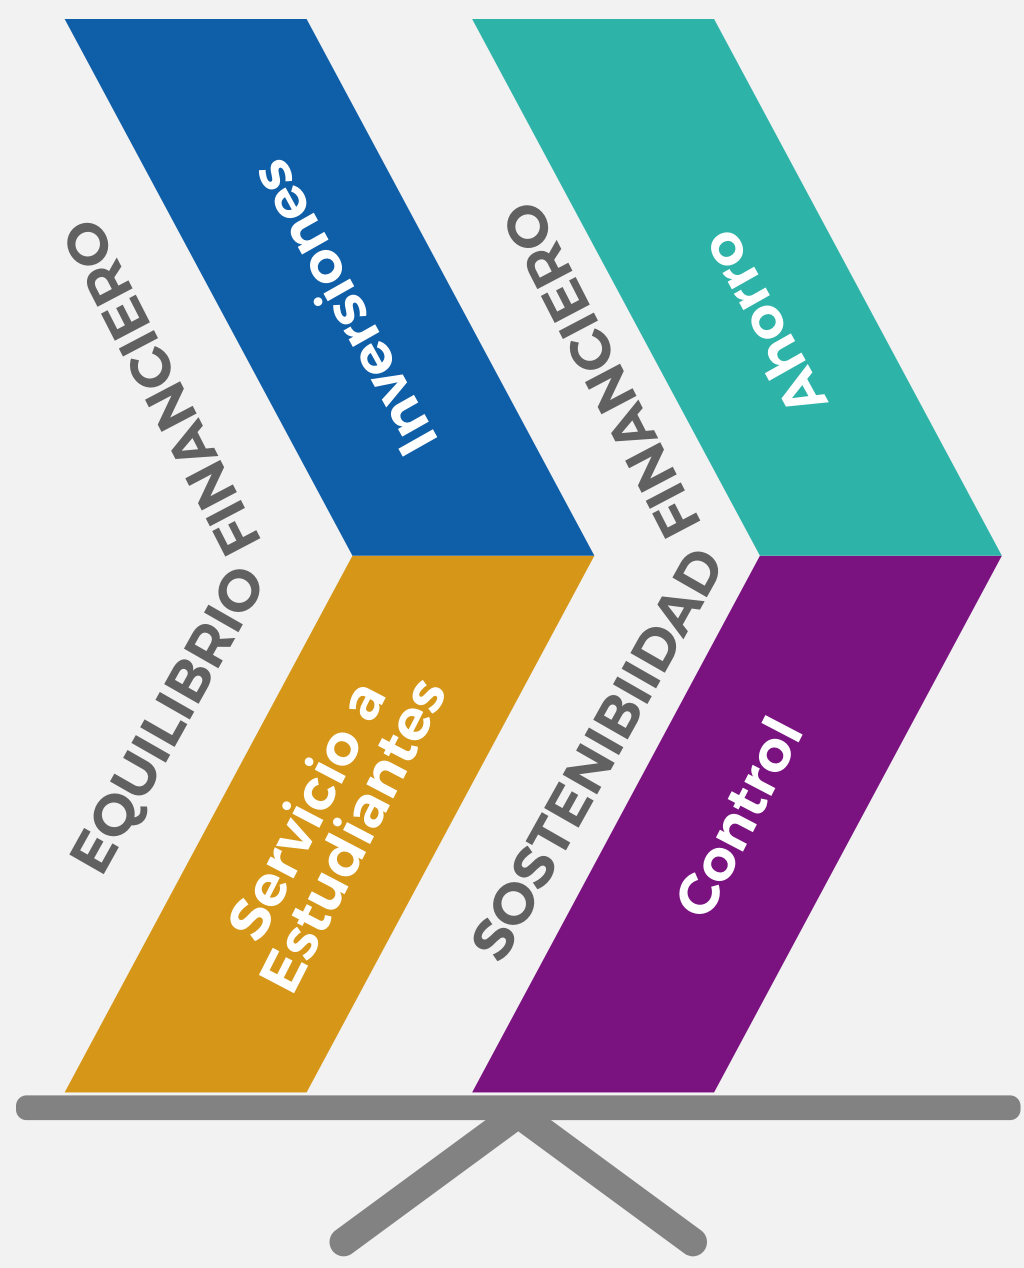 EQUILIBRIO FINANCIERO
Inversiones
Servicio a
Estudiantes
SOSTENIBIIDAD FINANCIERO
Ahorro
Control